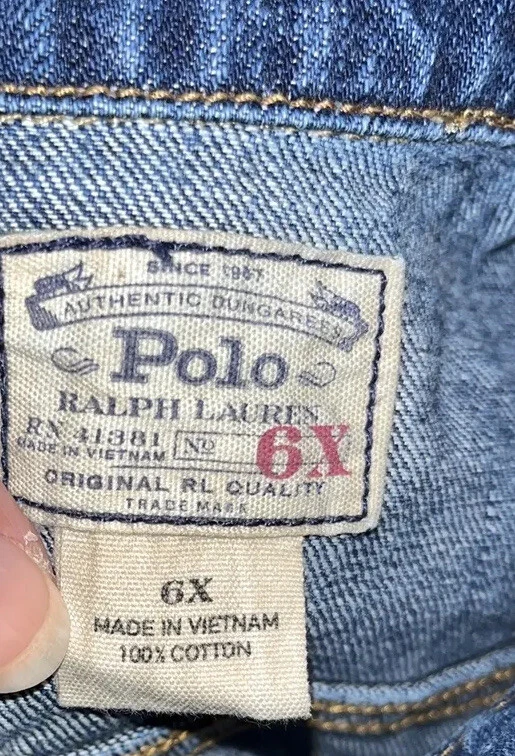 SINCE 1967
AUTHENTIC DUNGAREES
Polo
RALPH LAUREN
RN 41381
MADE IN VIETNAM
No 6X
ORIGINAL RL QUALITY
TRADE MARK
6X
MADE IN VIETNAM
100% COTTON